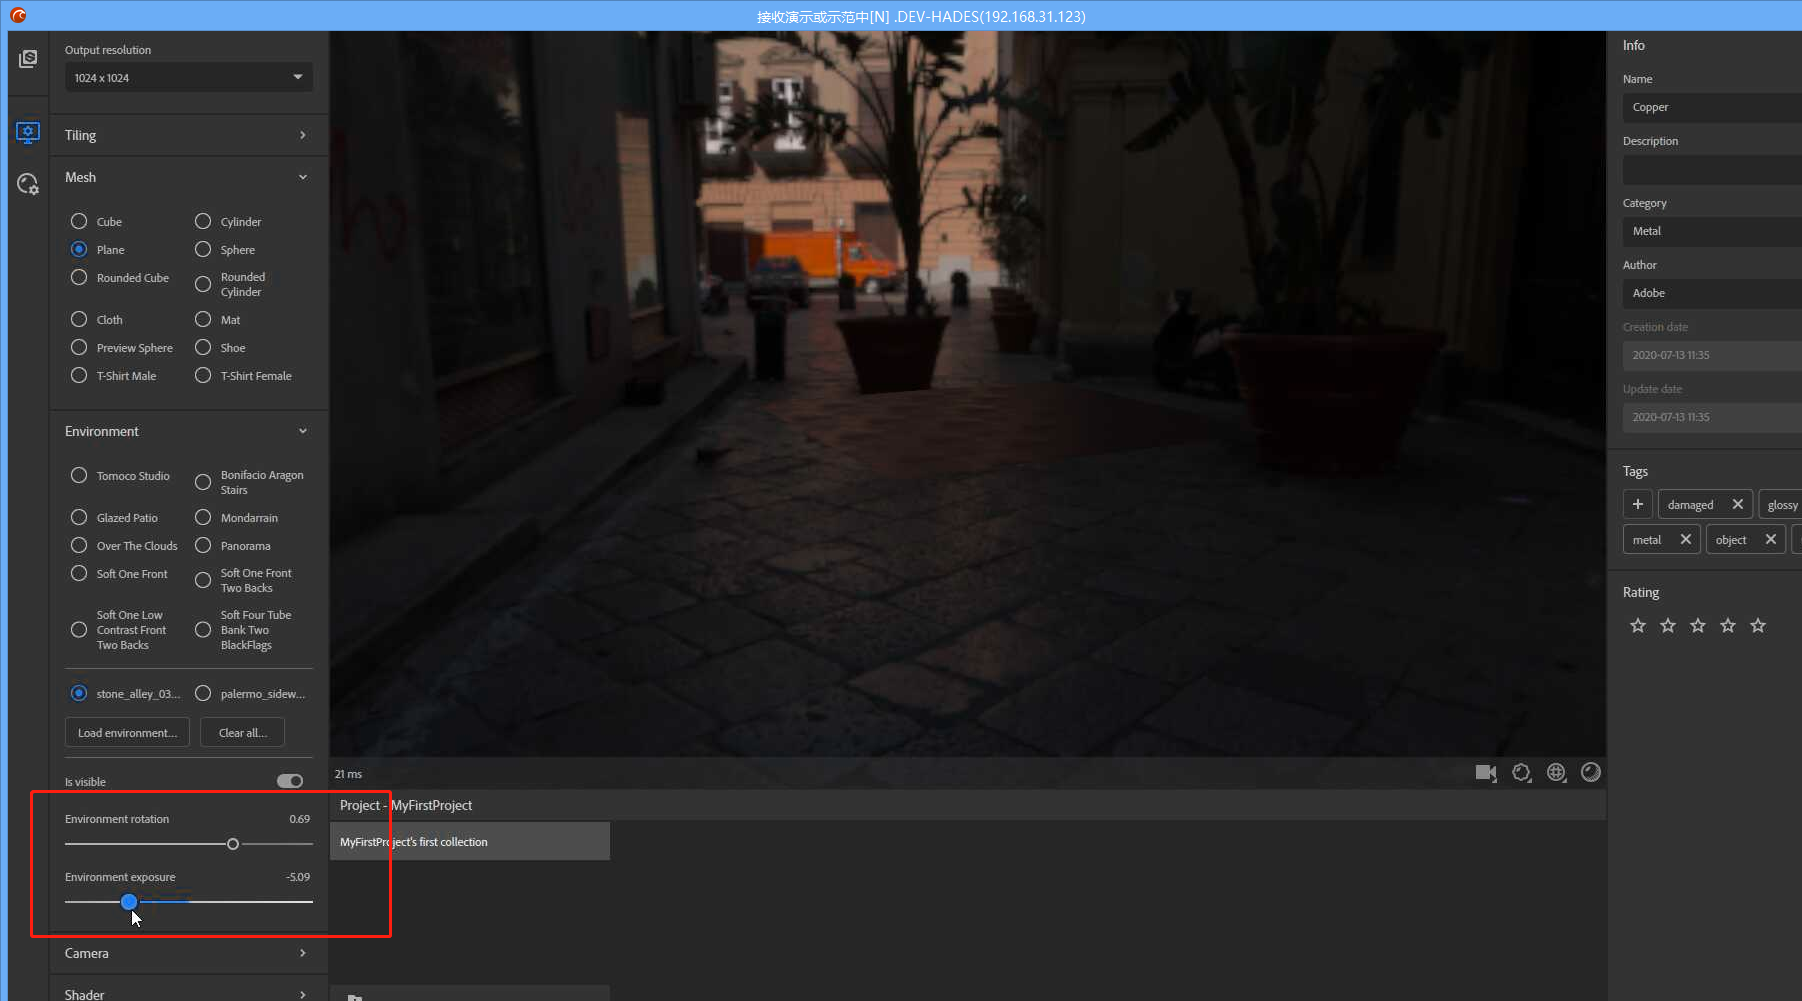 接收演示或示范中[N] .DEV-HADES(192.168.31.123)
Output resolution
1024 x 1024
Tiling
Mesh
Cube
Cylinder
Plane
Sphere
Rounded Cube
Rounded
Cylinder
Cloth
Mat
Preview Sphere
Shoe
T-Shirt Male
T-Shirt Female
Environment
Tomoco Studio
Bonifacio Aragon
Stairs
Glazed Patio
Mondarrain
Over The Clouds
Panorama
Soft One Front
Soft One Front
Two Backs
Soft One Low
Contrast Front
Two Backs
Soft Four Tube
Bank Two
BlackFlags
stone_alley_03...
palermo_sidew...
Load environment...
Clear all...
Is visible
Environment rotation
0.69
Environment exposure
-5.09
Camera
Shader
21 ms
Project - MyFirstProject
MyFirstProject's first collection
Info
Name
Copper
Description
Category
Metal
Author
Adobe
Creation date
2020-07-13 11:35
Update date
2020-07-13 11:35
Tags
damaged
glossy
metal
object
Rating